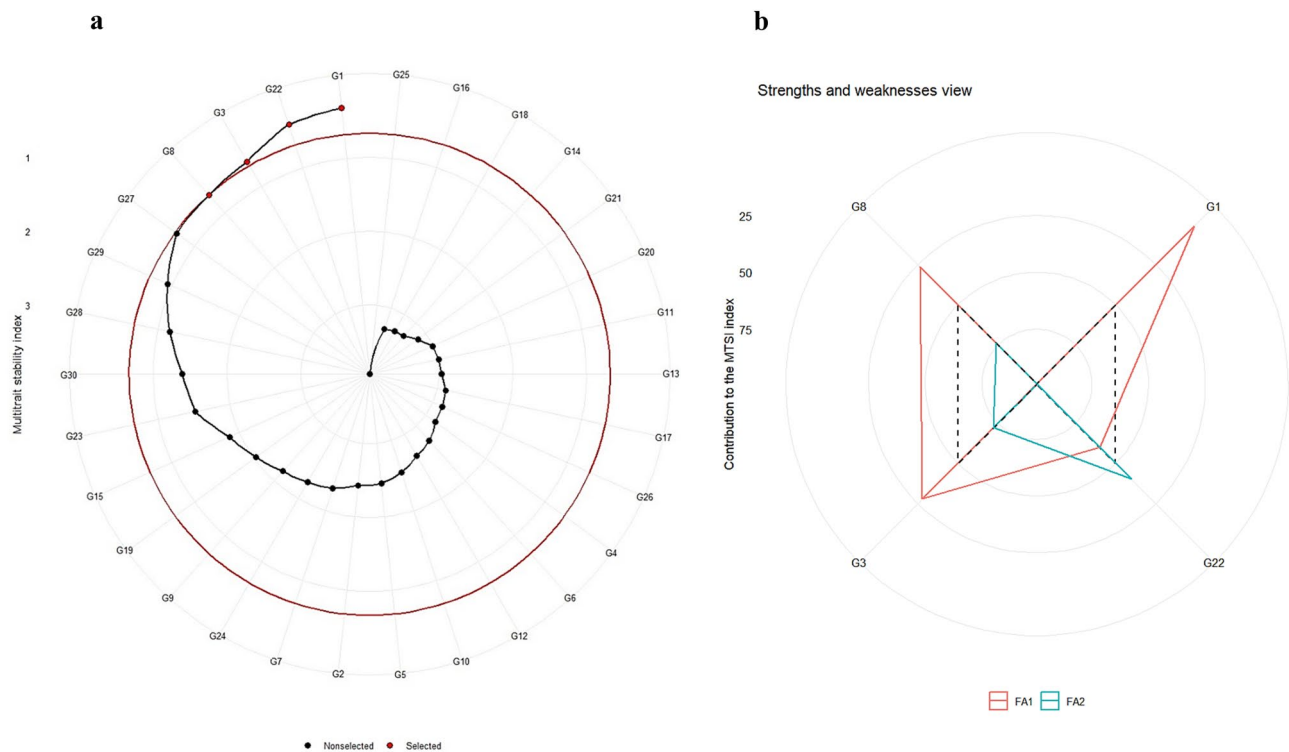 a
G1
G25
G16
G18
G14
G21
G20
G11
G13
G17
G26
G4
G6
G12
G10
G5
G2
G7
G24
G9
G19
G15
G23
G30
G28
G29
G27
G8
G3
G22
1
2
3
Multitrait stability index
Nonselected Selected
b
Strengths and weaknesses view
G8
G1
25
50
75
Contribution to the MTSI index
G3
G22
FA1 FA2